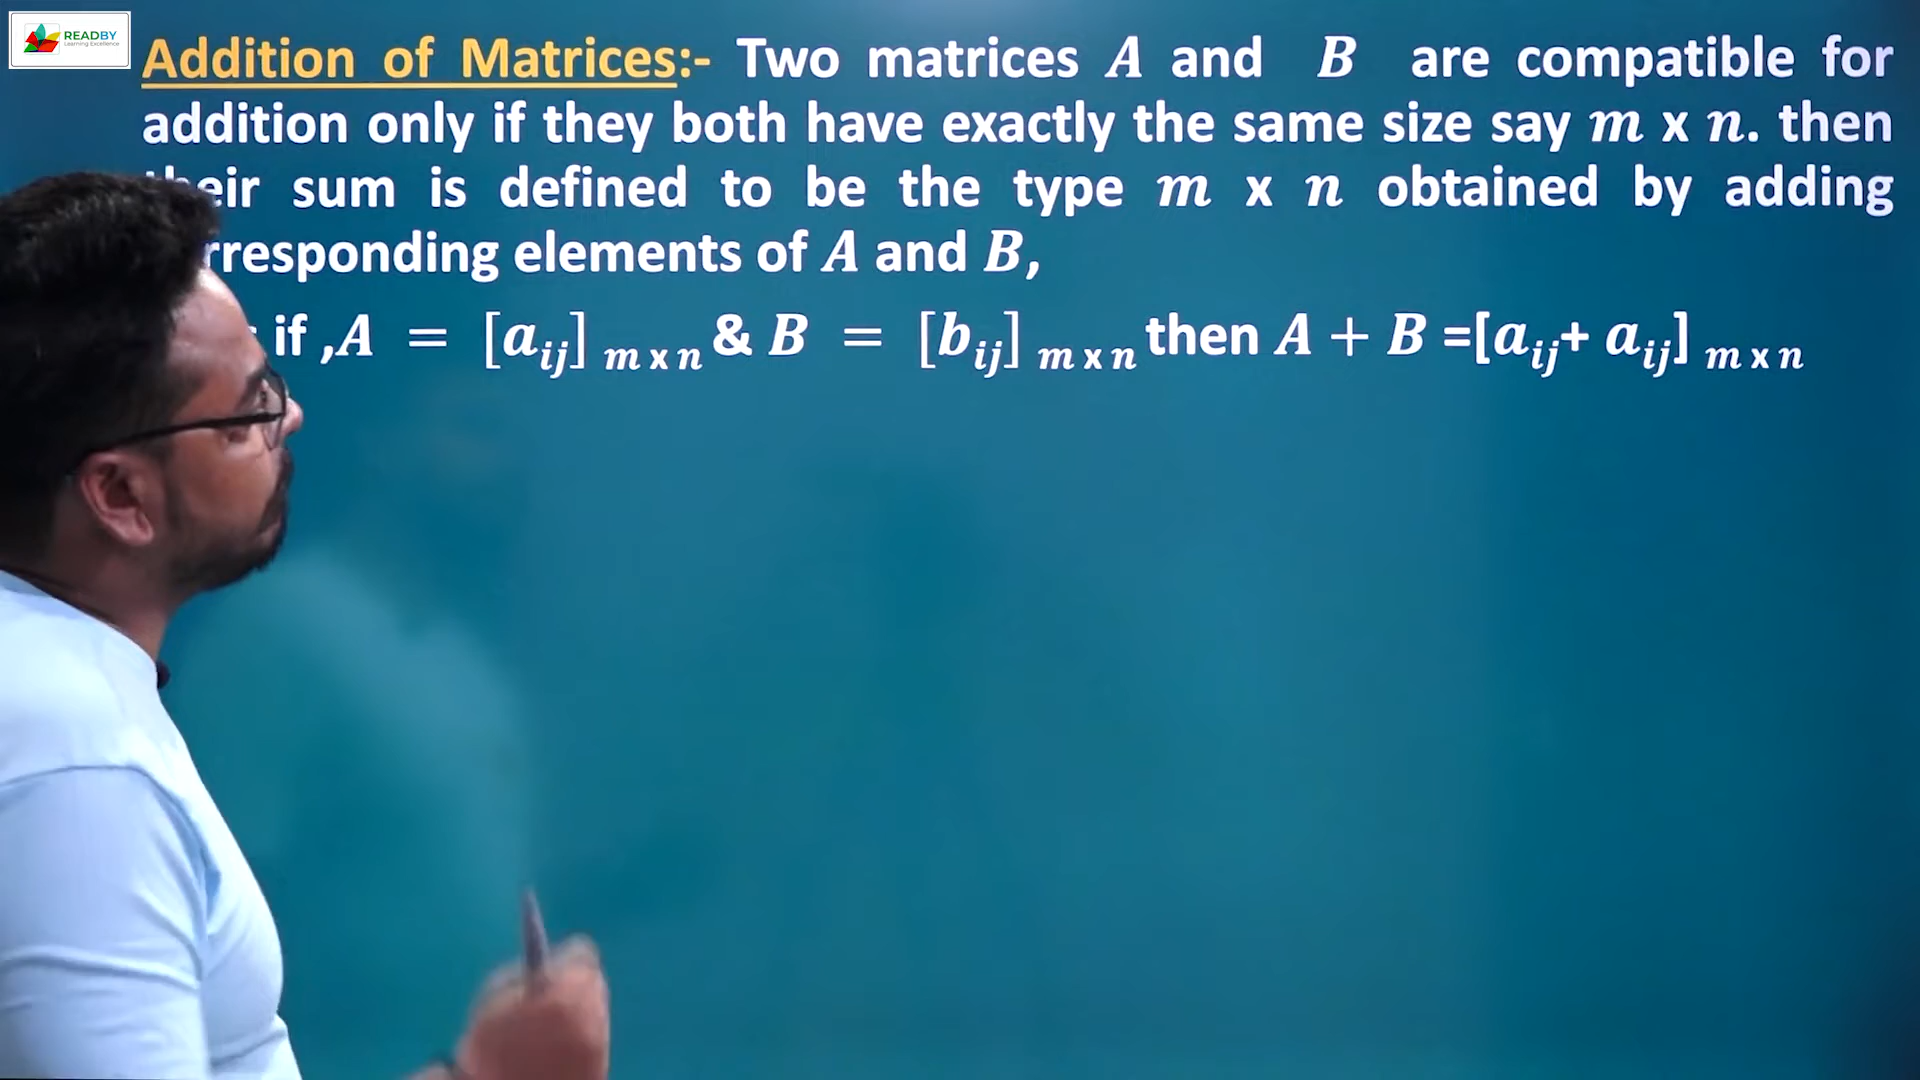 READBY
Learning Excellence
Addition of Matrices:- Two matrices A and B are compatible for
addition only if they both have exactly the same size say m x n. then
sum is defined to be the type m x n obtained by adding
elements of A and B,
if ,A = [aᵢⱼ] m x n & B = [bᵢⱼ] m x n then A + B =[aᵢⱼ+ aᵢⱼ] m x n